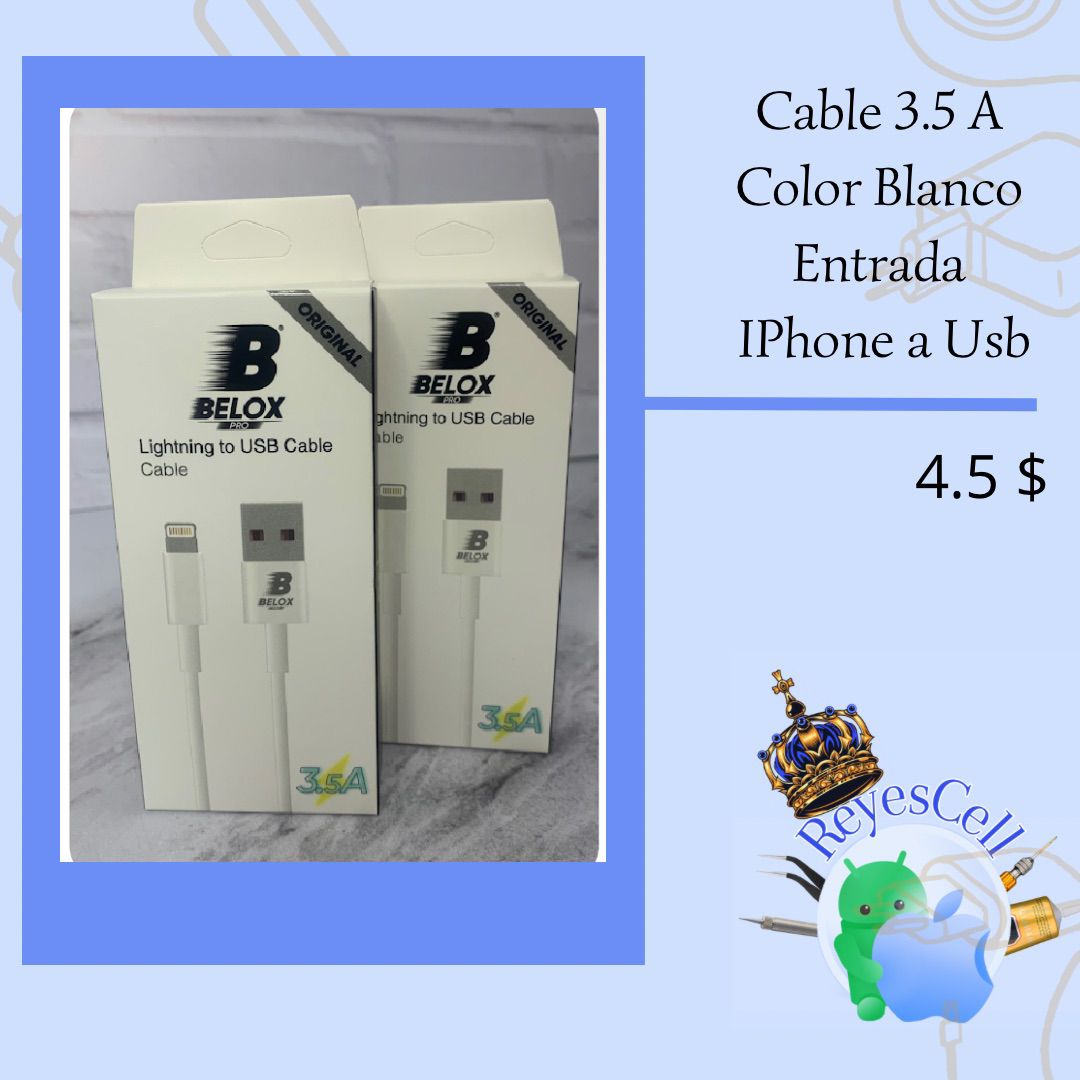 Cable 3.5 A
Color Blanco
Entrada
IPhone a Usb
4.5 $
ORIGINAL
B
BELOX
PRO
Lightning to USB Cable
Cable
B
BELOX
3.5A
ORIGINAL
B
BELOX
PRO
ghtning to USB Cable
able
B
BELOX
3.5A
ReyesCell